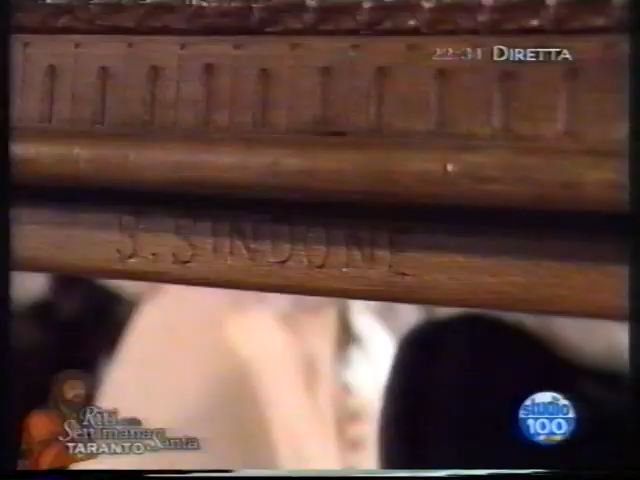 22:31 DIRETTA
S. SINDONE
Riti
Settimana
Santa
TARANTO
studio
100